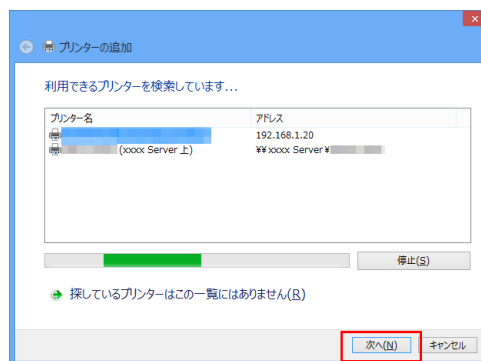 プリンターの追加
利用できるプリンターを検索しています...
プリンター名 アドレス
192.168.1.20
(xxxx Server 上) ¥¥ xxxx Server¥
停止(S)
探しているプリンターはこの一覧にはありません(R)
次へ(N) キャンセル